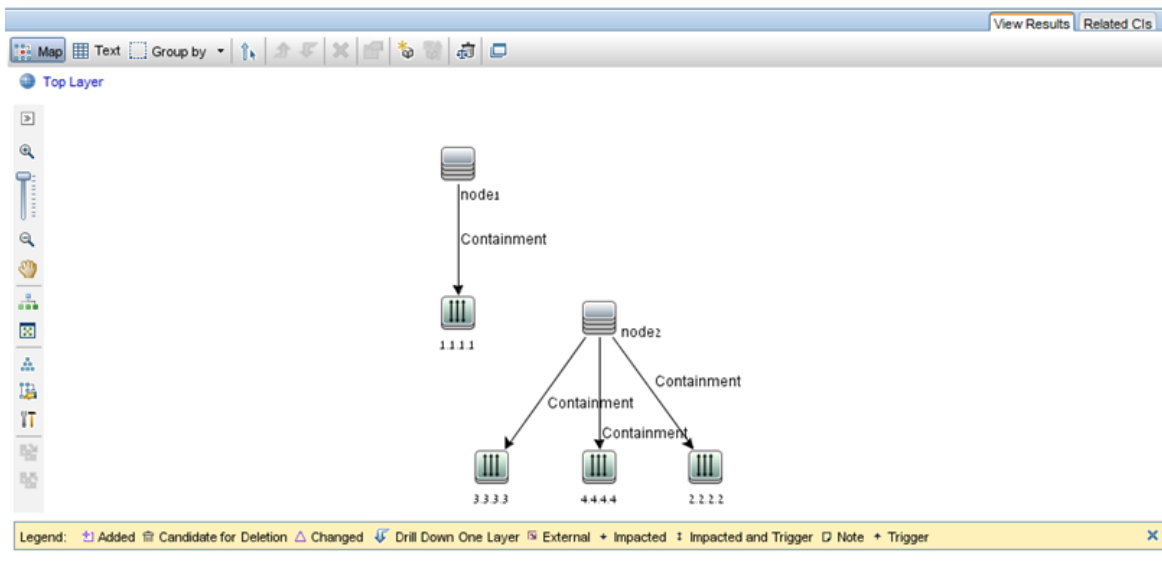 View Results Related CIs
Map Text Group by
Top Layer
node1
Containment
1.1.1.1
node2
Containment
Containment
Containment
3.3.3.3 4.4.4.4 2.2.2.2
Legend: Added Candidate for Deletion Changed Drill Down One Layer External Impacted Impacted and Trigger Note Trigger